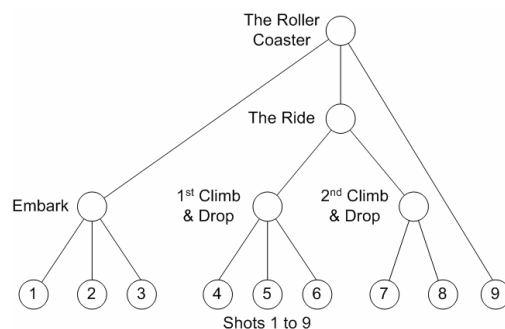 The Roller
Coaster
The Ride
Embark
1st Climb
& Drop
2nd Climb
& Drop
1 2 3 4 5 6 7 8 9
Shots 1 to 9